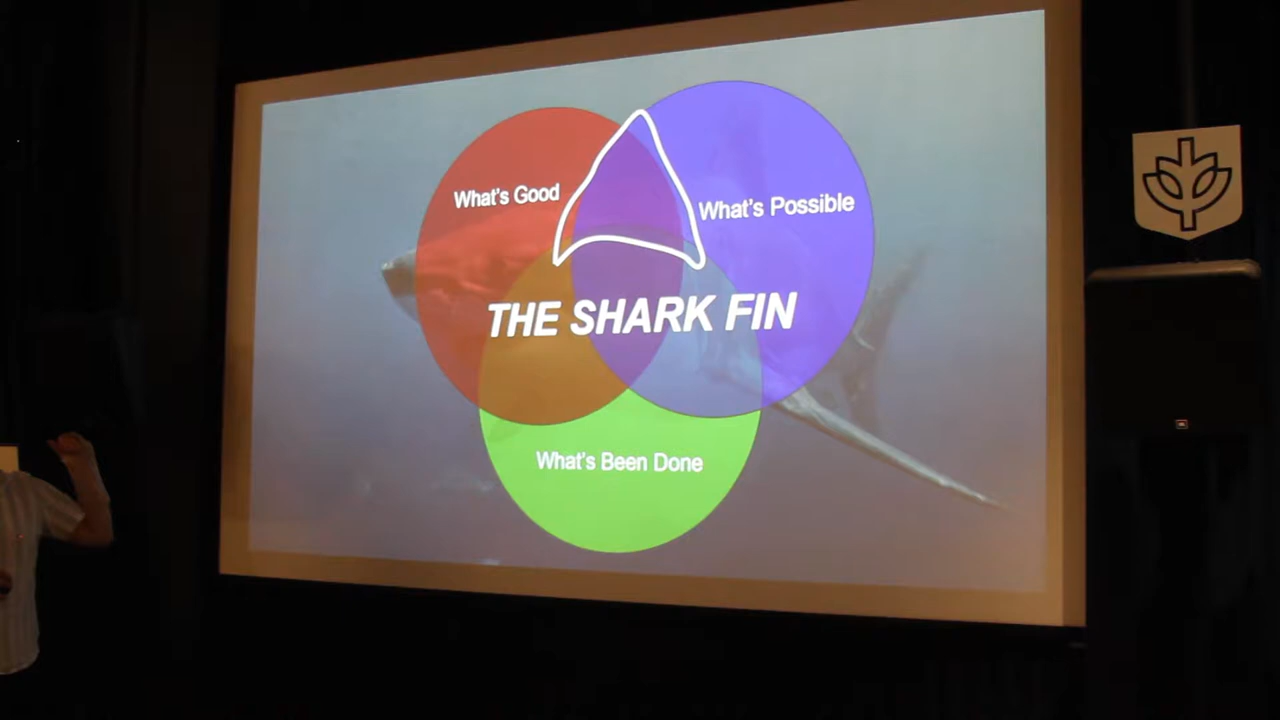 What's Good
What's Possible
THE SHARK FIN
What's Been Done